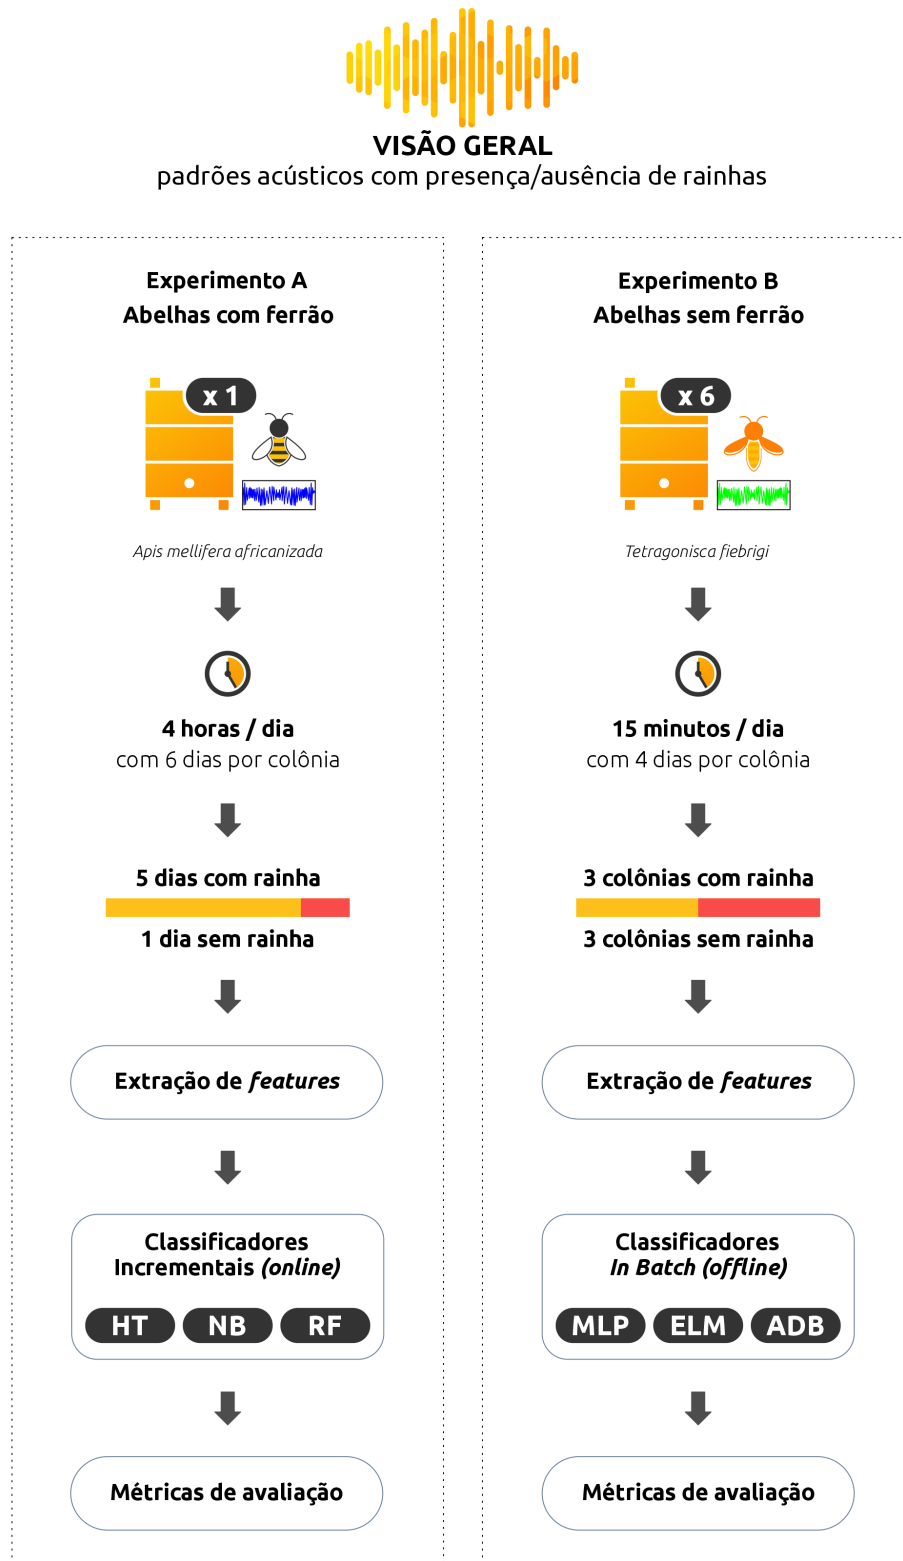 VISÃO GERAL
padrões acústicos com presença/ausência de rainhas
Experimento A
Abelhas com ferrão
x 1
Apis mellifera africanizada
4 horas / dia
com 6 dias por colônia
5 dias com rainha
1 dia sem rainha
Extração de features
Classificadores
Incrementais (online)
HT NB RF
Métricas de avaliação
Experimento B
Abelhas sem ferrão
x 6
Tetragonisca fiebrigi
15 minutos / dia
com 4 dias por colônia
3 colônias com rainha
3 colônias sem rainha
Extração de features
Classificadores
In Batch (offline)
MLP ELM ADB
Métricas de avaliação